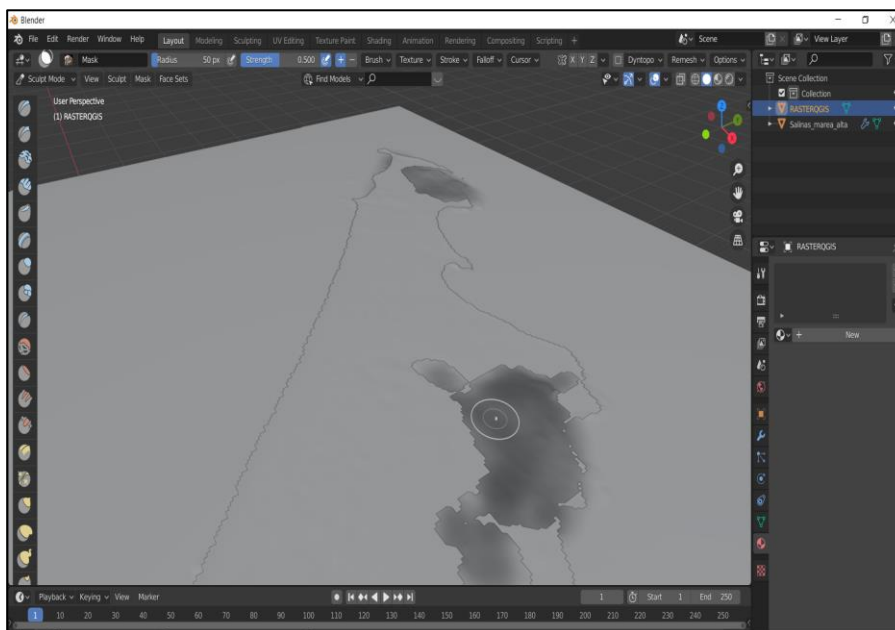 Blender
File Edit Render Window Help Layout Modeling Sculpting UV Editing Texture Paint Shading Animation Rendering Compositing Scripting + Scene View Layer
Mask Radius 50 px Strength 0.500 + − Brush Texture Stroke Falloff Cursor X Y Z Dyntopo Remesh Options
Sculpt Mode View Sculpt Mask Face Sets Find Models
User Perspective
(1) RASTERQGIS
Z
Scene Collection
Collection
RASTERQGIS
Salinas_marea_alta
RASTERQGIS
+ New
Playback Keying View Marker 1 Start 1 End 250
1 10 20 30 40 50 60 70 80 90 100 110 120 130 140 150 160 170 180 190 200 210 220 230 240 250